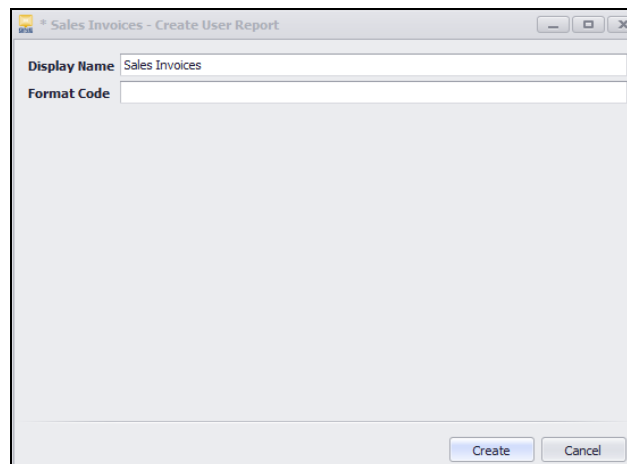 * Sales Invoices - Create User Report
Display Name Sales Invoices
Format Code
Create Cancel